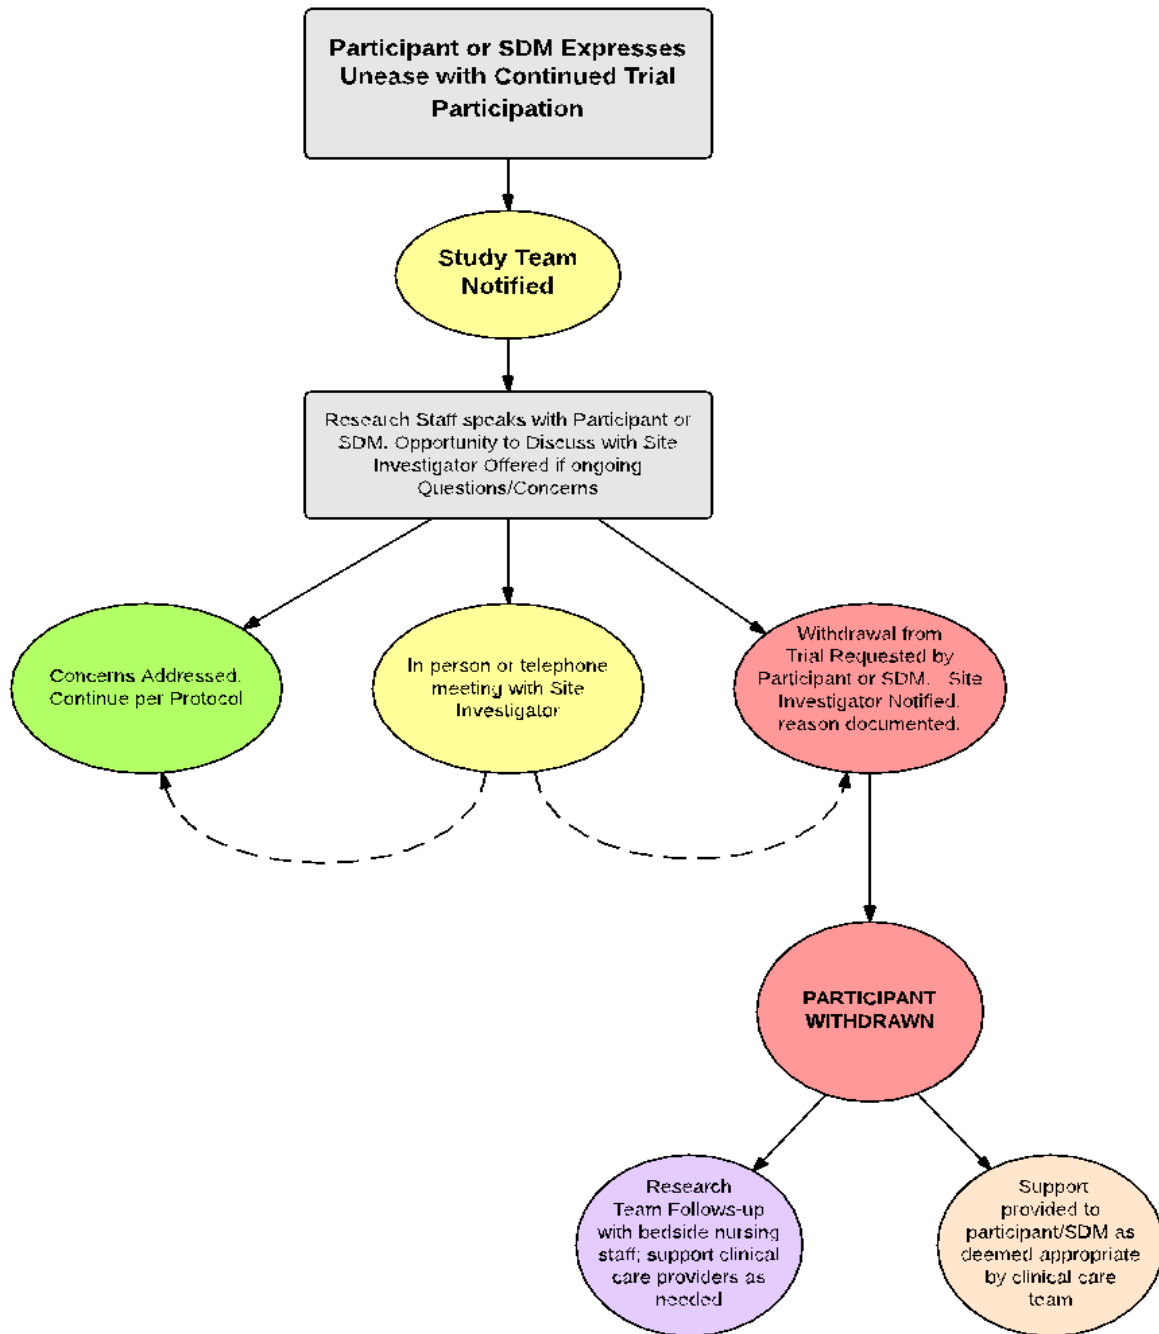 Participant or SDM Expresses
Unease with Continued Trial
Participation
Study Team
Notified
Research Staff speaks with Participant or
SDM. Opportunity to Discuss with Site
Investigator Offered if ongoing
Questions/Concerns
Concerns Addressed.
Continue per Protocol
In person or telephone
meeting with Site
Investigator
Withdrawal from
Trial Requested by
Participant or SDM. Site
Investigator Notified.
reason documented.
PARTICIPANT
WITHDRAWN
Research
Team Follows-up
with bedside nursing
staff; support clinical
care providers as
needed
Support
provided to
participant/SDM as
deemed appropriate
by clinical care
team